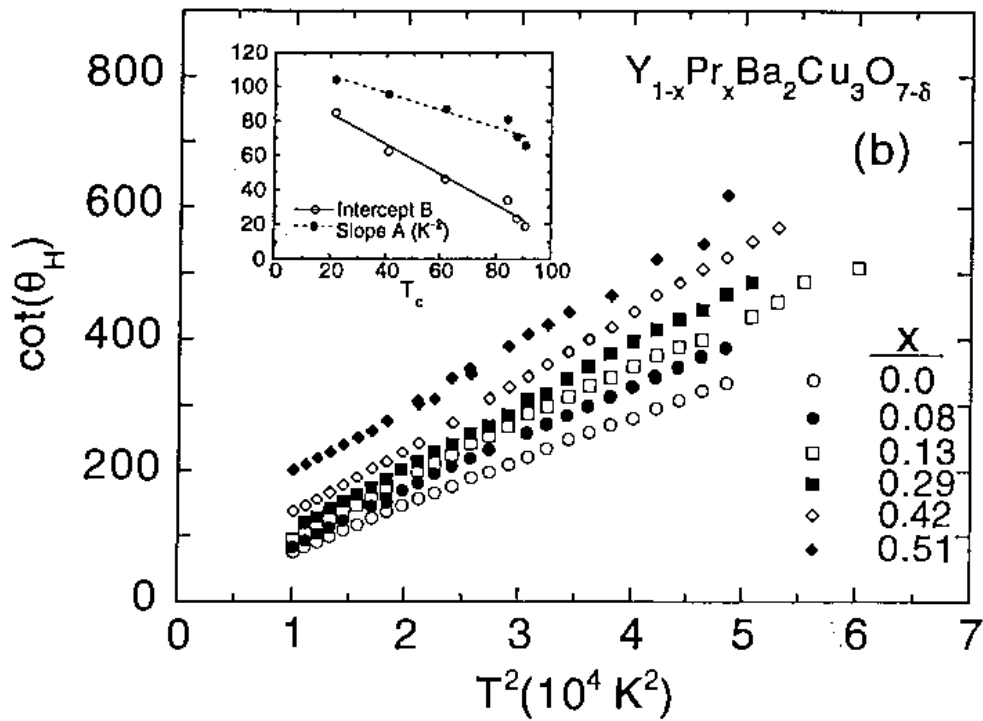 Y₁₋ₓPrₓBa₂Cu₃O₇₋δ
(b)
cot(θ_H)
800
600
400
200
0
0 1 2 3 4 5 6 7
T²(10⁴ K²)
120
100
80
60
40
20
0
0 20 40 60 80 100
T_c
Intercept B
Slope A (K⁻²)
x
0.0
0.08
0.13
0.29
0.42
0.51